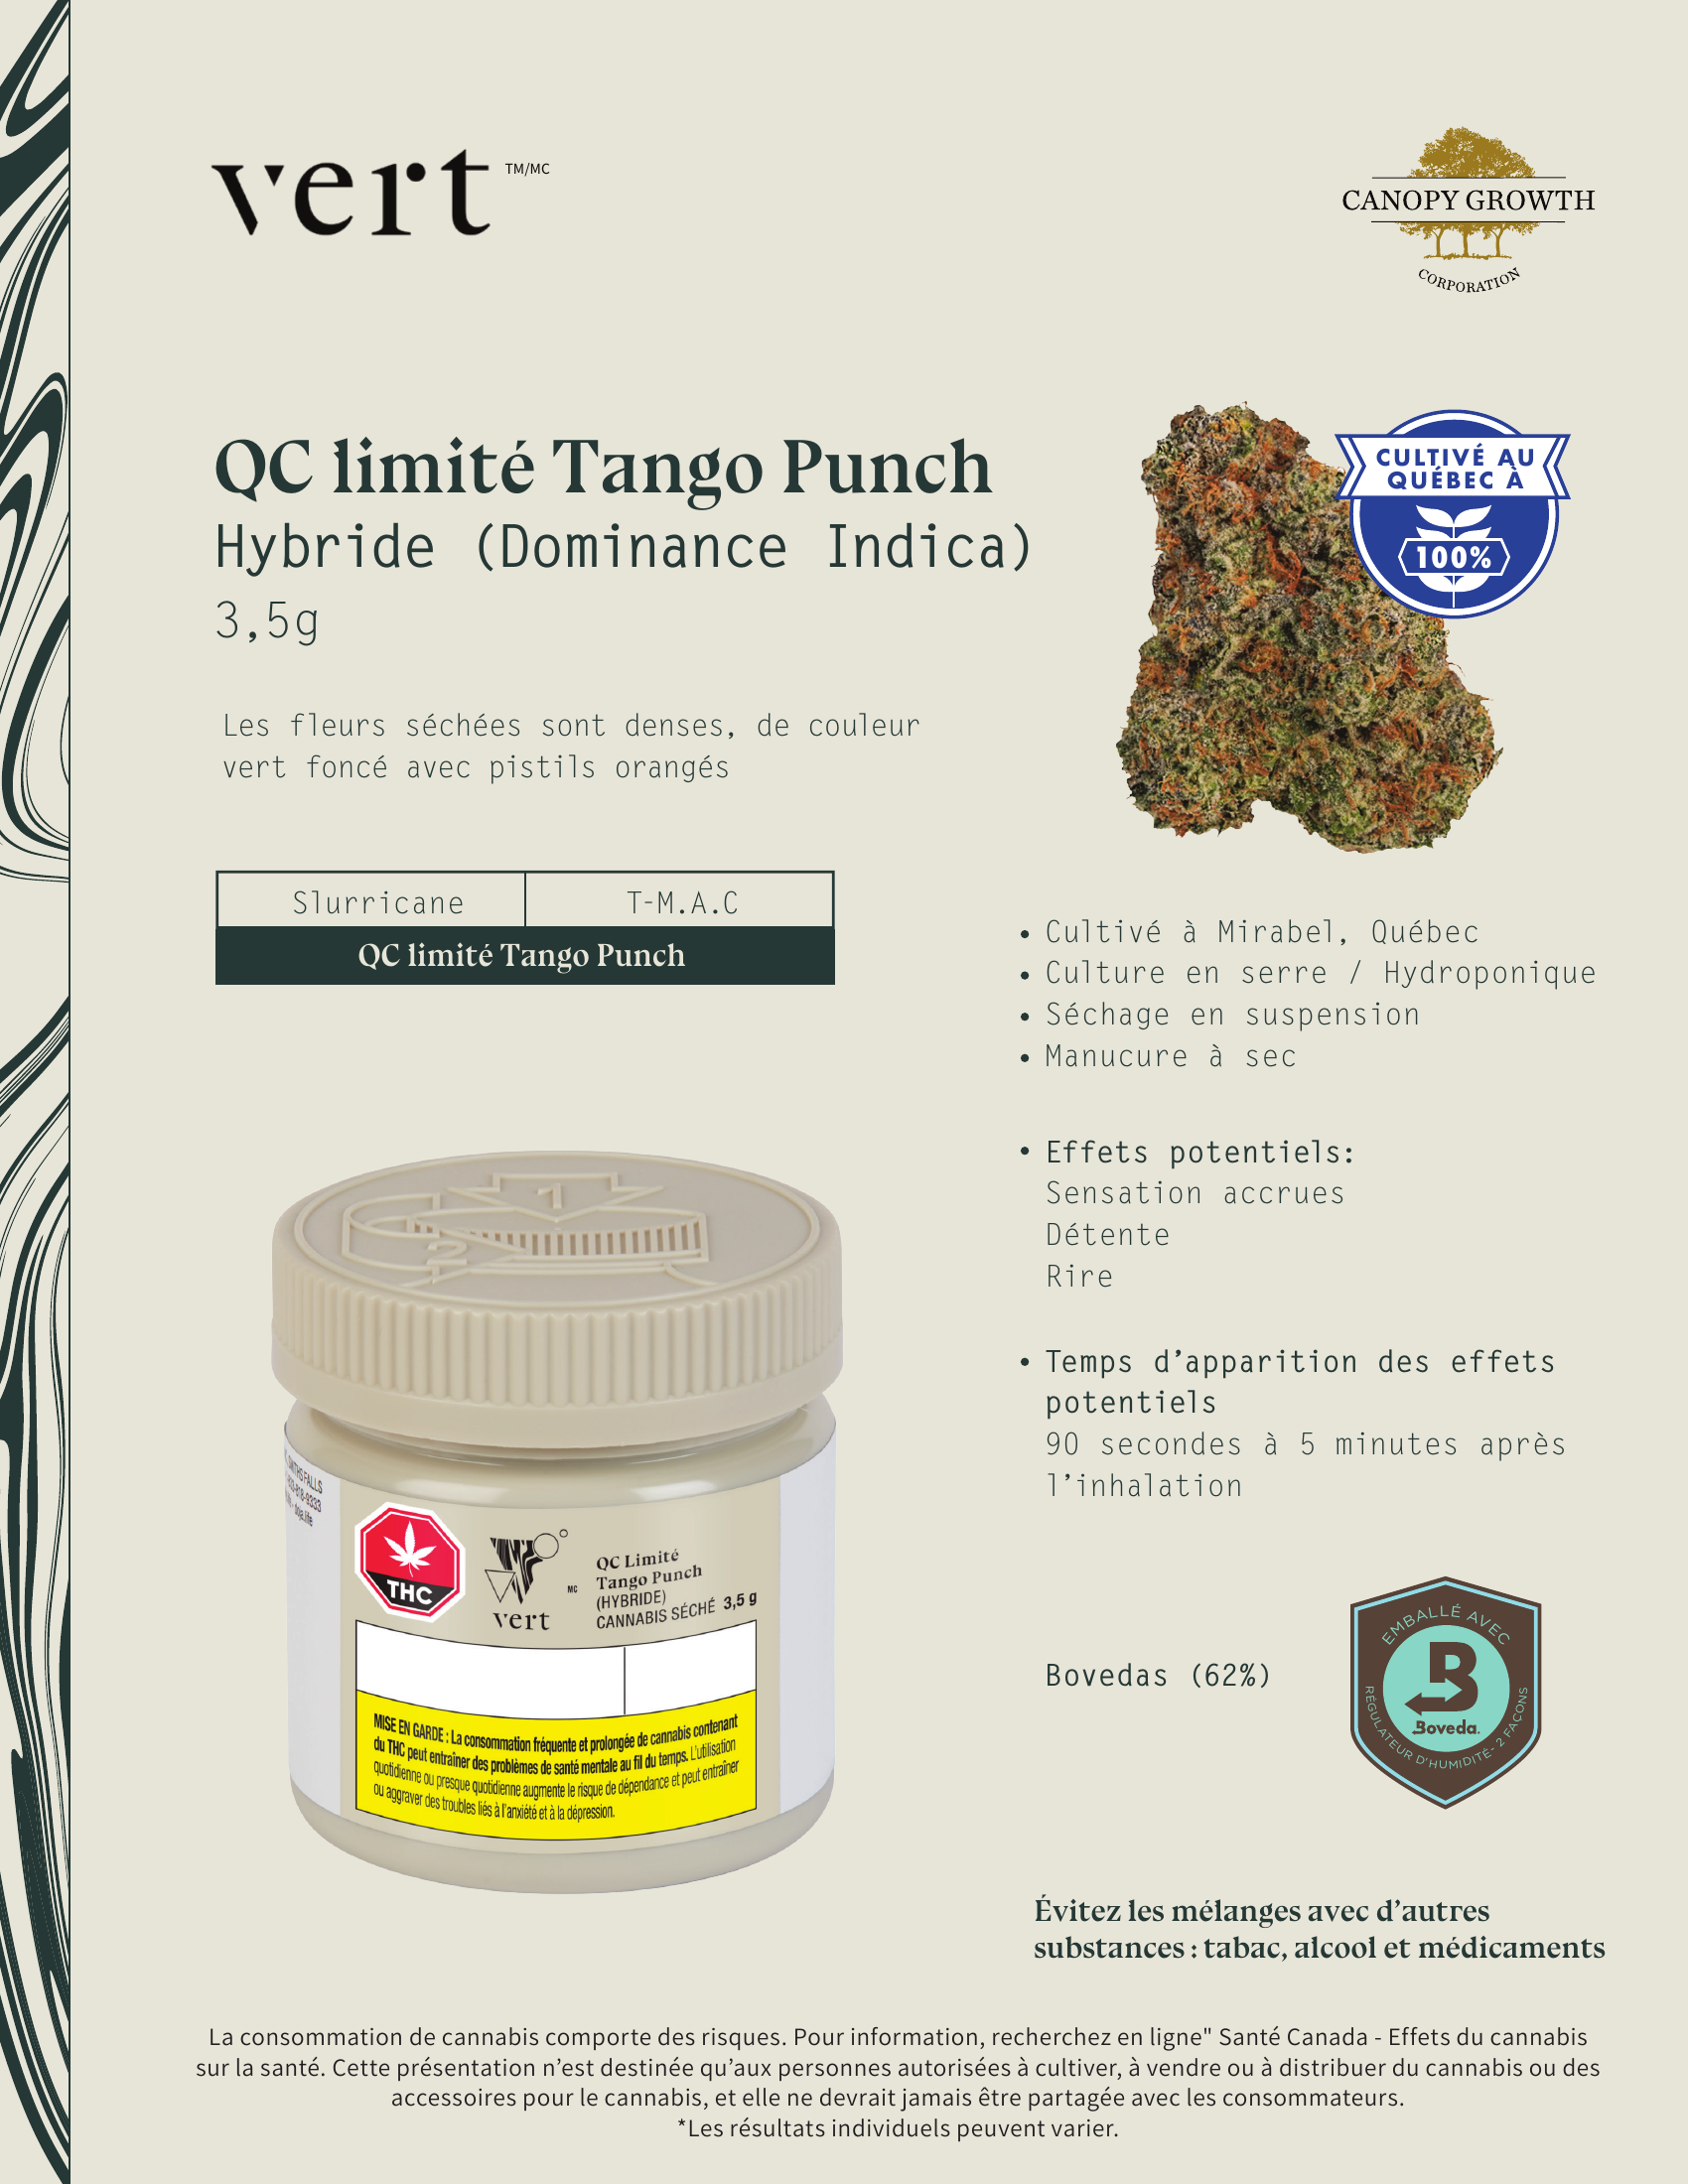 vert TM/MC
CANOPY GROWTH
CORPORATION
QC limité Tango Punch
Hybride (Dominance Indica)
3,5g
CULTIVÉ AU
QUÉBEC À
100%
Les fleurs séchées sont denses, de couleur
vert foncé avec pistils orangés
Slurricane T-M.A.C
QC limité Tango Punch
• Cultivé à Mirabel, Québec
• Culture en serre / Hydroponique
• Séchage en suspension
• Manucure à sec
• Effets potentiels:
Sensation accrues
Détente
Rire
• Temps d'apparition des effets
potentiels
90 secondes à 5 minutes après
l'inhalation
1
2
THC
vert
MC
QC Limité
Tango Punch
(HYBRIDE)
CANNABIS SÉCHÉ 3,5 g
MISE EN GARDE : La consommation fréquente et prolongée de cannabis contenant
du THC peut entraîner des problèmes de santé mentale au fil du temps. L'utilisation
quotidienne ou presque quotidienne augmente le risque de dépendance et peut entraîner
ou aggraver des troubles liés à l'anxiété et à la dépression.
Bovedas (62%)
EMBALLÉ AVEC
B
Boveda.
RÉGULATEUR D'HUMIDITÉ- 2 FAÇONS
Évitez les mélanges avec d'autres
substances : tabac, alcool et médicaments
La consommation de cannabis comporte des risques. Pour information, recherchez en ligne" Santé Canada - Effets du cannabis
sur la santé. Cette présentation n'est destinée qu'aux personnes autorisées à cultiver, à vendre ou à distribuer du cannabis ou des
accessoires pour le cannabis, et elle ne devrait jamais être partagée avec les consommateurs.
*Les résultats individuels peuvent varier.